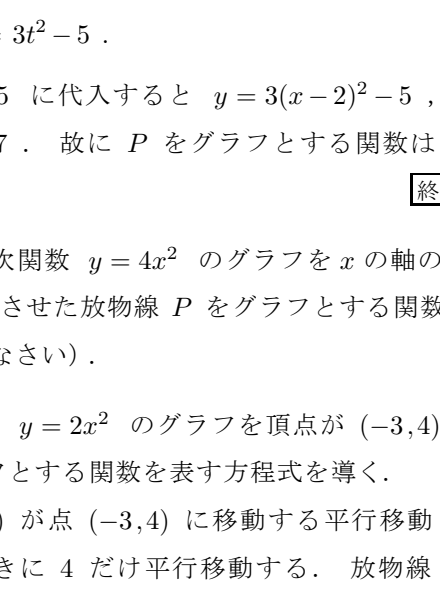 = 3t² − 5 .
5 に代入すると y = 3(x − 2)² − 5 ,
7 . 故に P をグラフとする関数は
終
次関数 y = 4x² のグラフを x の軸の
させた放物線 P をグラフとする関数
なさい) .
y = 2x² のグラフを頂点が (−3,4)
フとする関数を表す方程式を導く.
) が点 (−3,4) に移動する平行移動
きに 4 だけ平行移動する. 放物線